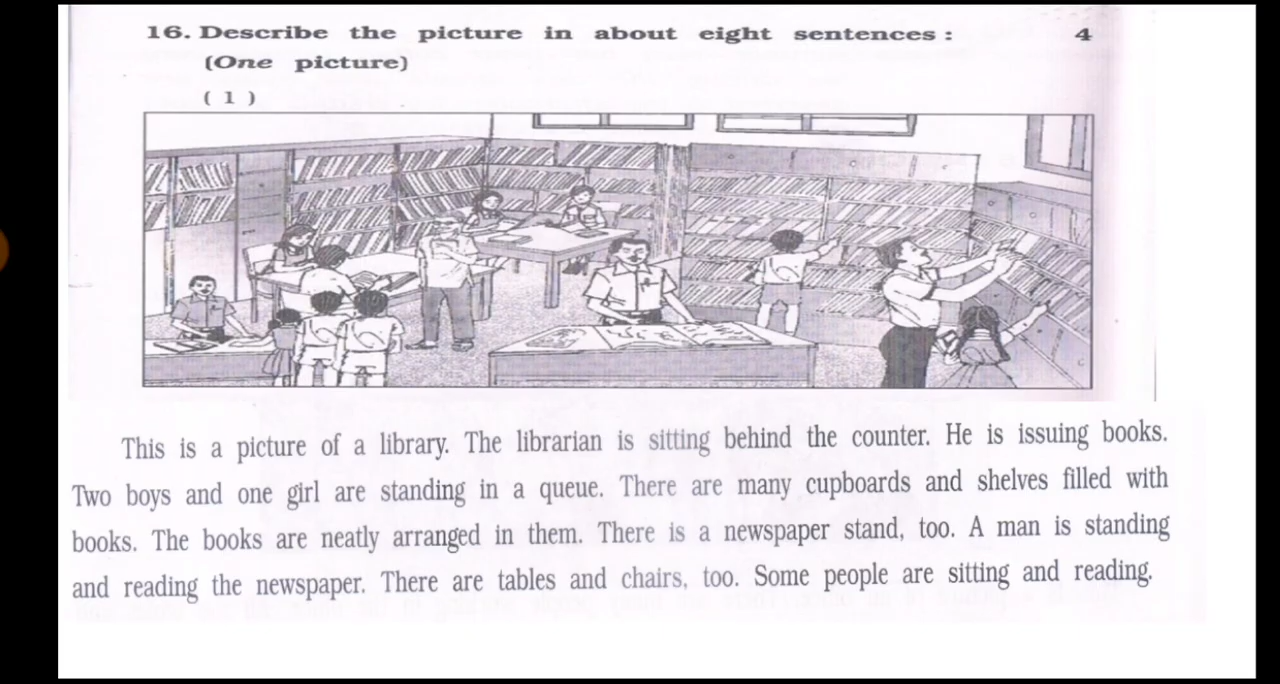 16. Describe the picture in about eight sentences : 4
(One picture)
( 1 )
This is a picture of a library. The librarian is sitting behind the counter. He is issuing books.
Two boys and one girl are standing in a queue. There are many cupboards and shelves filled with
books. The books are neatly arranged in them. There is a newspaper stand, too. A man is standing
and reading the newspaper. There are tables and chairs, too. Some people are sitting and reading.